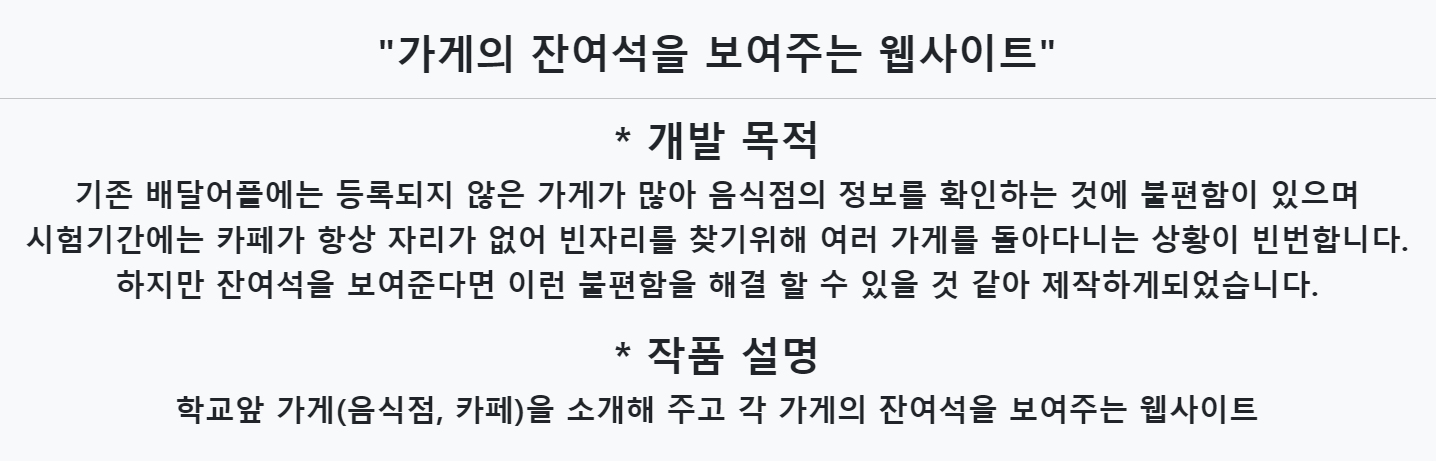 "가게의 잔여석을 보여주는 웹사이트"
* 개발 목적
기존 배달어플에는 등록되지 않은 가게가 많아 음식점의 정보를 확인하는 것에 불편함이 있으며
시험기간에는 카페가 항상 자리가 없어 빈자리를 찾기위해 여러 가게를 돌아다니는 상황이 빈번합니다.
하지만 잔여석을 보여준다면 이런 불편함을 해결 할 수 있을 것 같아 제작하게되었습니다.
* 작품 설명
학교앞 가게(음식점, 카페)을 소개해 주고 각 가게의 잔여석을 보여주는 웹사이트